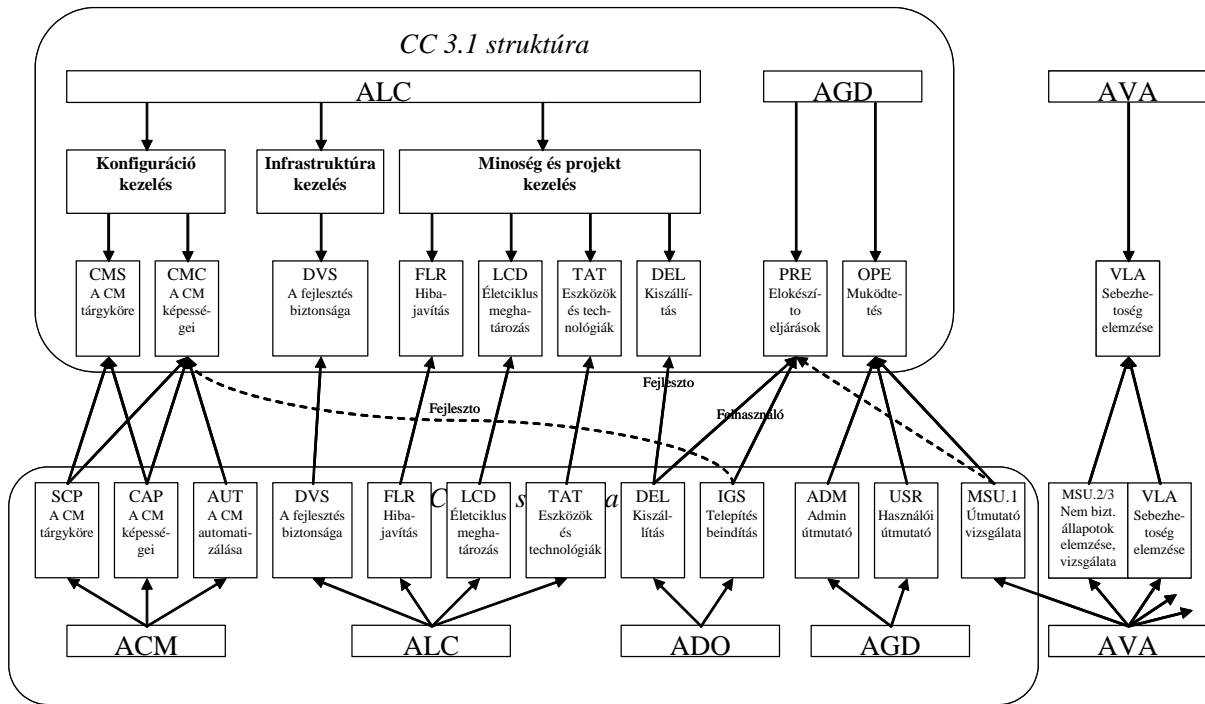 CC 3.1 struktúra
ALC
AGD
AVA
Konfiguráció
kezelés
Infrastruktúra
kezelés
Minoség és projekt
kezelés
CMS
A CM
tárgyköre
CMC
A CM
képessé-
gei
DVS
A fejlesztés
biztonsága
FLR
Hiba-
javítás
LCD
Életciklus
megha-
tározás
TAT
Eszközök
és tech-
nológiák
DEL
Kiszállí-
tás
PRE
Elokészí-
to
eljárások
OPE
Muködte-
tés
VLA
Sebezhe-
toség
elemzése
Fejleszto
Fejleszto
Felhasználó
SCP
A CM
tárgyköre
CAP
A CM
képessé-
gei
AUT
A CM
automati-
zálása
DVS
A fejlesztés
biztonsága
FLR
Hiba-
javítás
LCD
Életciklus
megha-
tározás
TAT
Eszközök
és
technológiák
DEL
Kiszál-
lítás
IGS
Telepítés
beindítás
ADM
Admin
útmutató
USR
Használói
útmutató
MSU.1
Útmutató
vizsgálata
MSU.2/3
Nem bizt.
állapotok
elemzése,
vizsgálata
VLA
Sebezhe-
toség
elemzése
ACM
ALC
ADO
AGD
AVA